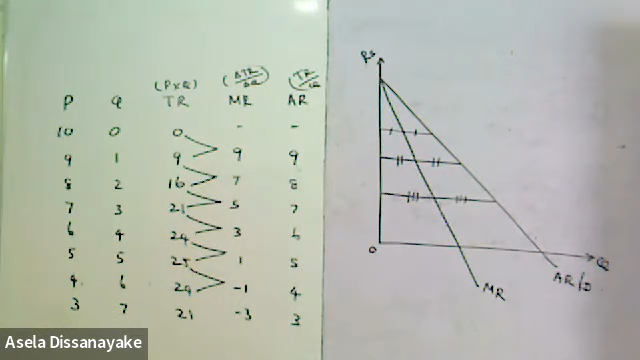 (PxQ) (ΔTR/ΔQ) (TR/Q)
P Q TR MR AR
10 0 0 - -
9 1 9 9 9
8 2 16 7 8
7 3 21 5 7
6 4 24 3 6
5 5 25 1 5
4 6 24 -1 4
3 7 21 -3 3
Rs
0
Q
MR
AR/D
Asela Dissanayake